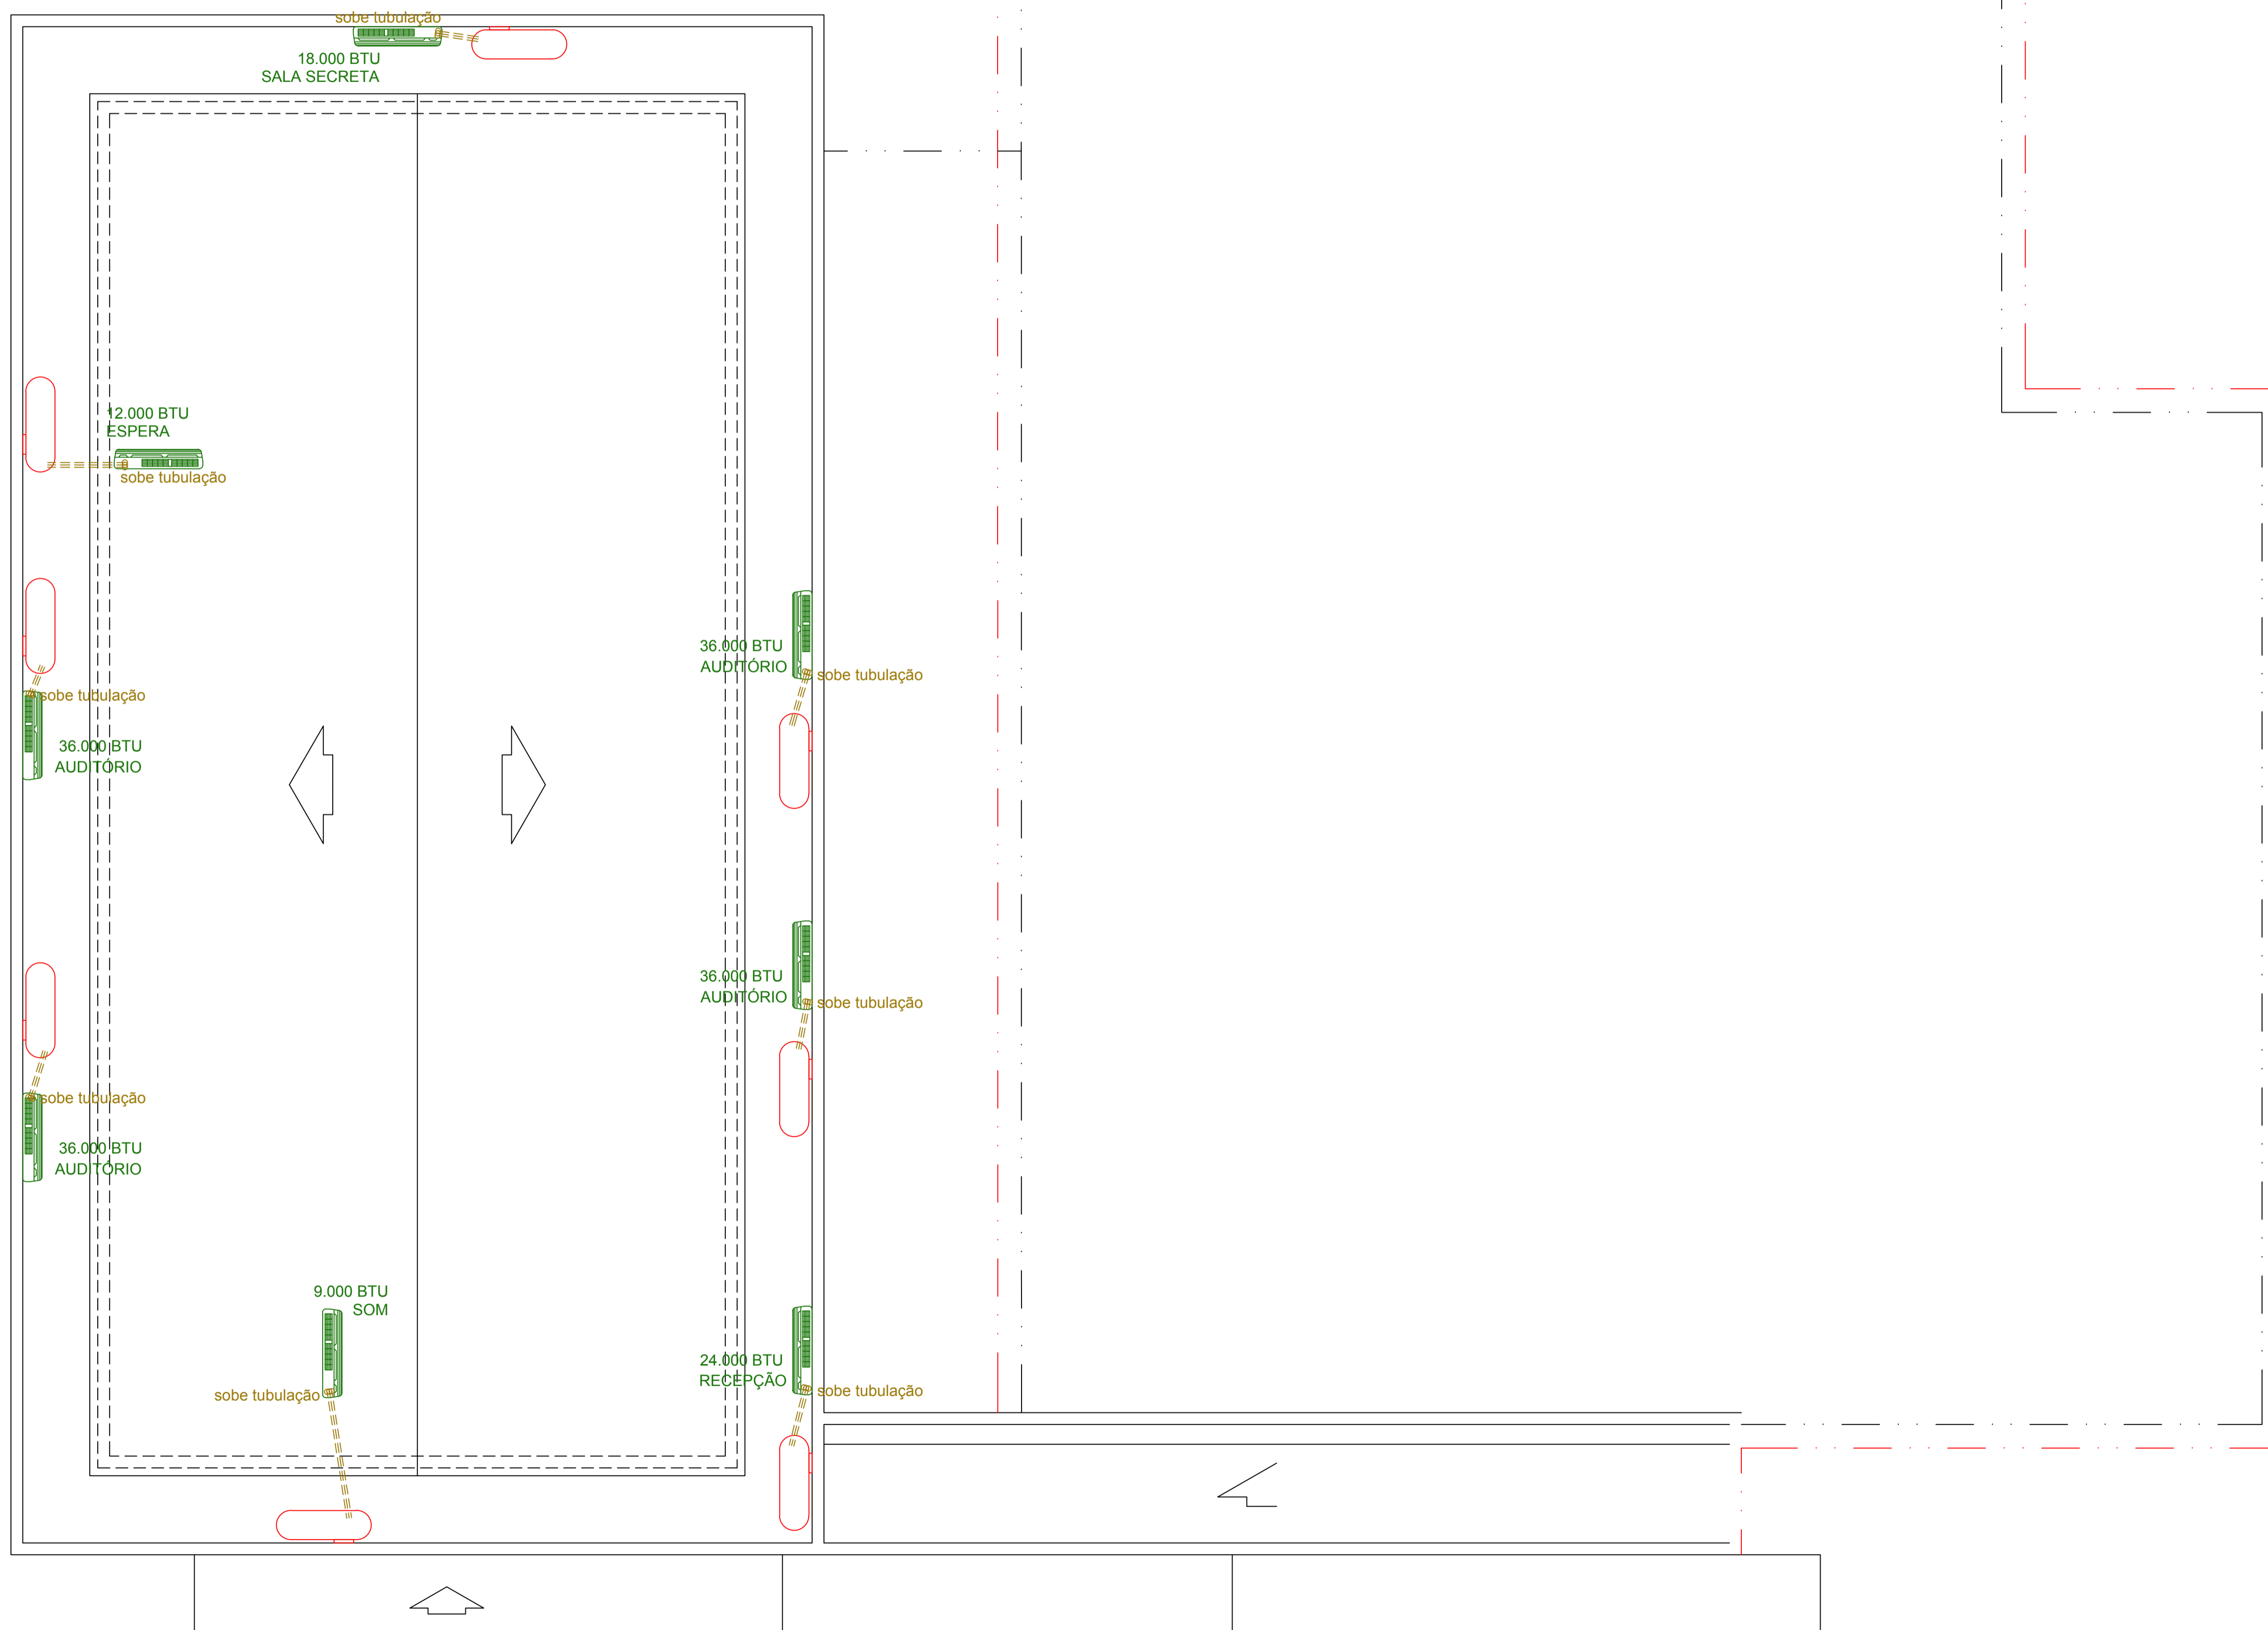 sobe tubulação
18.000 BTU
SALA SECRETA
12.000 BTU
ESPERA
sobe tubulação
36.000 BTU
AUDITÓRIO
sobe tubulação
sobe tubulação
36.000 BTU
AUDITÓRIO
36.000 BTU
AUDITÓRIO
sobe tubulação
sobe tubulação
36.000 BTU
AUDITÓRIO
9.000 BTU
SOM
sobe tubulação
24.000 BTU
RECEPÇÃO
sobe tubulação